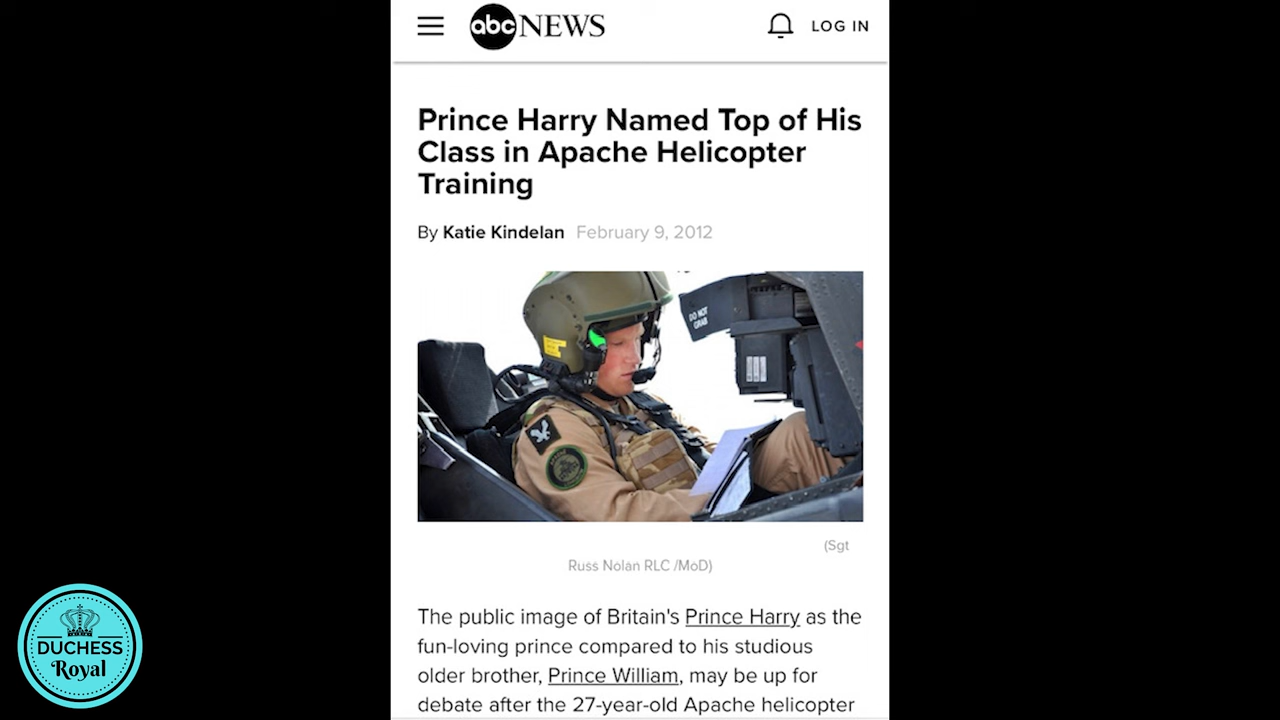 abc NEWS
LOG IN
Prince Harry Named Top of His
Class in Apache Helicopter
Training
By Katie Kindelan February 9, 2012
DO NOT
GRAB
(Sgt
Russ Nolan RLC /MoD)
The public image of Britain's Prince Harry as the
fun-loving prince compared to his studious
older brother, Prince William, may be up for
debate after the 27-year-old Apache helicopter
DUCHESS
Royal